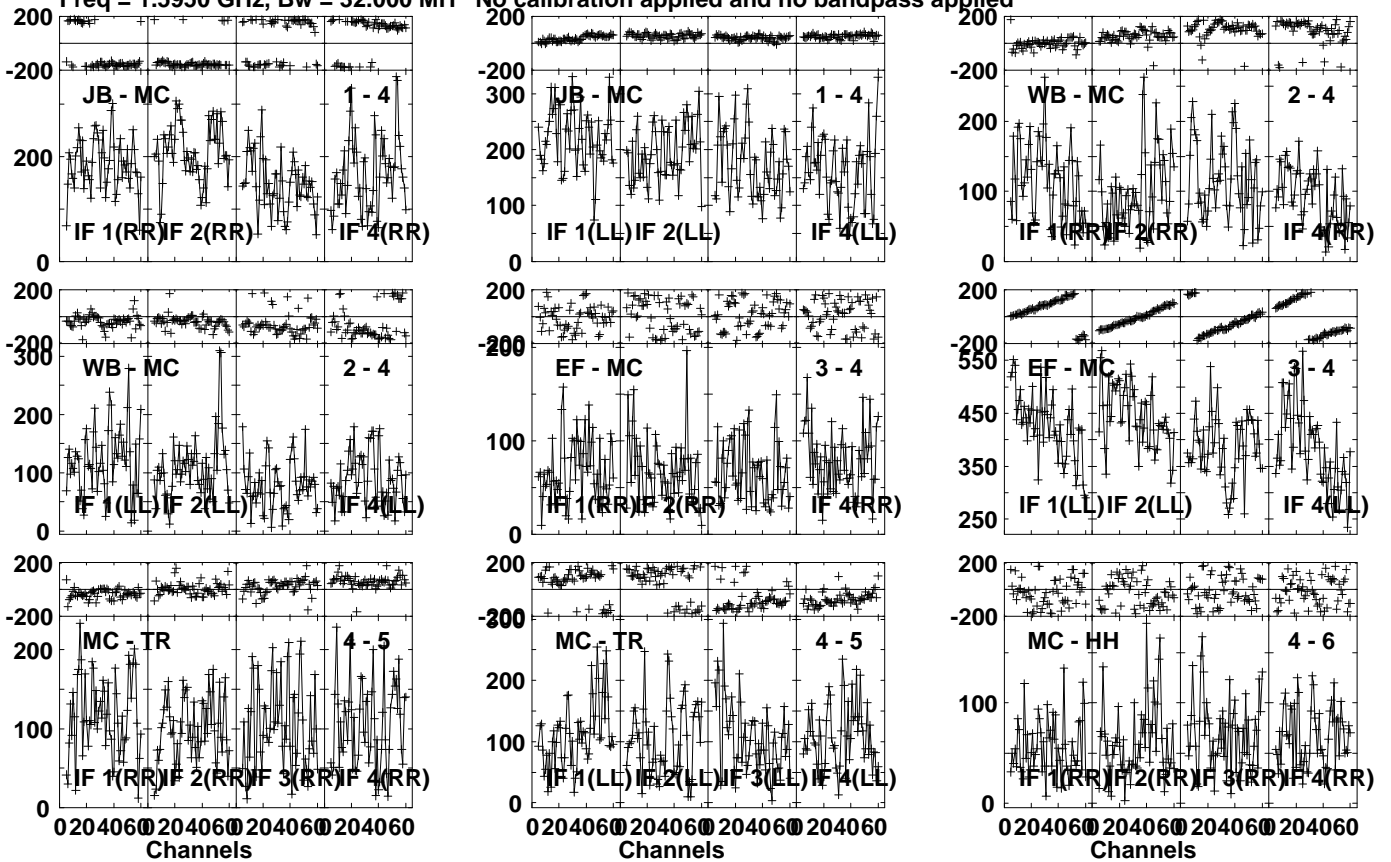 Freq = 1.5950 GHz, Bw = 32.000 MH No calibration applied and no bandpass applied
200
-200
JB - MC 1 - 4
200
0
IF 1(RR) IF 2(RR) IF 4(RR)
200
-200
JB - MC 1 - 4
300
200
100
0
IF 1(LL) IF 2(LL) IF 4(LL)
200
-200
WB - MC 2 - 4
200
100
0
IF 1(RR) IF 2(RR) IF 4(RR)
200
-200
WB - MC 2 - 4
300
200
100
0
IF 1(LL) IF 2(LL) IF 4(LL)
200
-200
EF - MC 3 - 4
200
100
0
IF 1(RR) IF 2(RR) IF 4(RR)
200
-200
EF - MC 3 - 4
550
450
350
250
IF 1(LL) IF 2(LL) IF 4(LL)
200
-200
MC - TR 4 - 5
200
100
0
IF 1(RR) IF 2(RR) IF 3(RR) IF 4(RR)
0 20 40 60 0 20 40 60 0 20 40 60 0 20 40 60
Channels
200
-200
MC - TR 4 - 5
300
200
100
0
IF 1(LL) IF 2(LL) IF 3(LL) IF 4(LL)
0 20 40 60 0 20 40 60 0 20 40 60 0 20 40 60
Channels
200
-200
MC - HH 4 - 6
100
0
IF 1(RR) IF 2(RR) IF 3(RR) IF 4(RR)
0 20 40 60 0 20 40 60 0 20 40 60 0 20 40 60
Channels